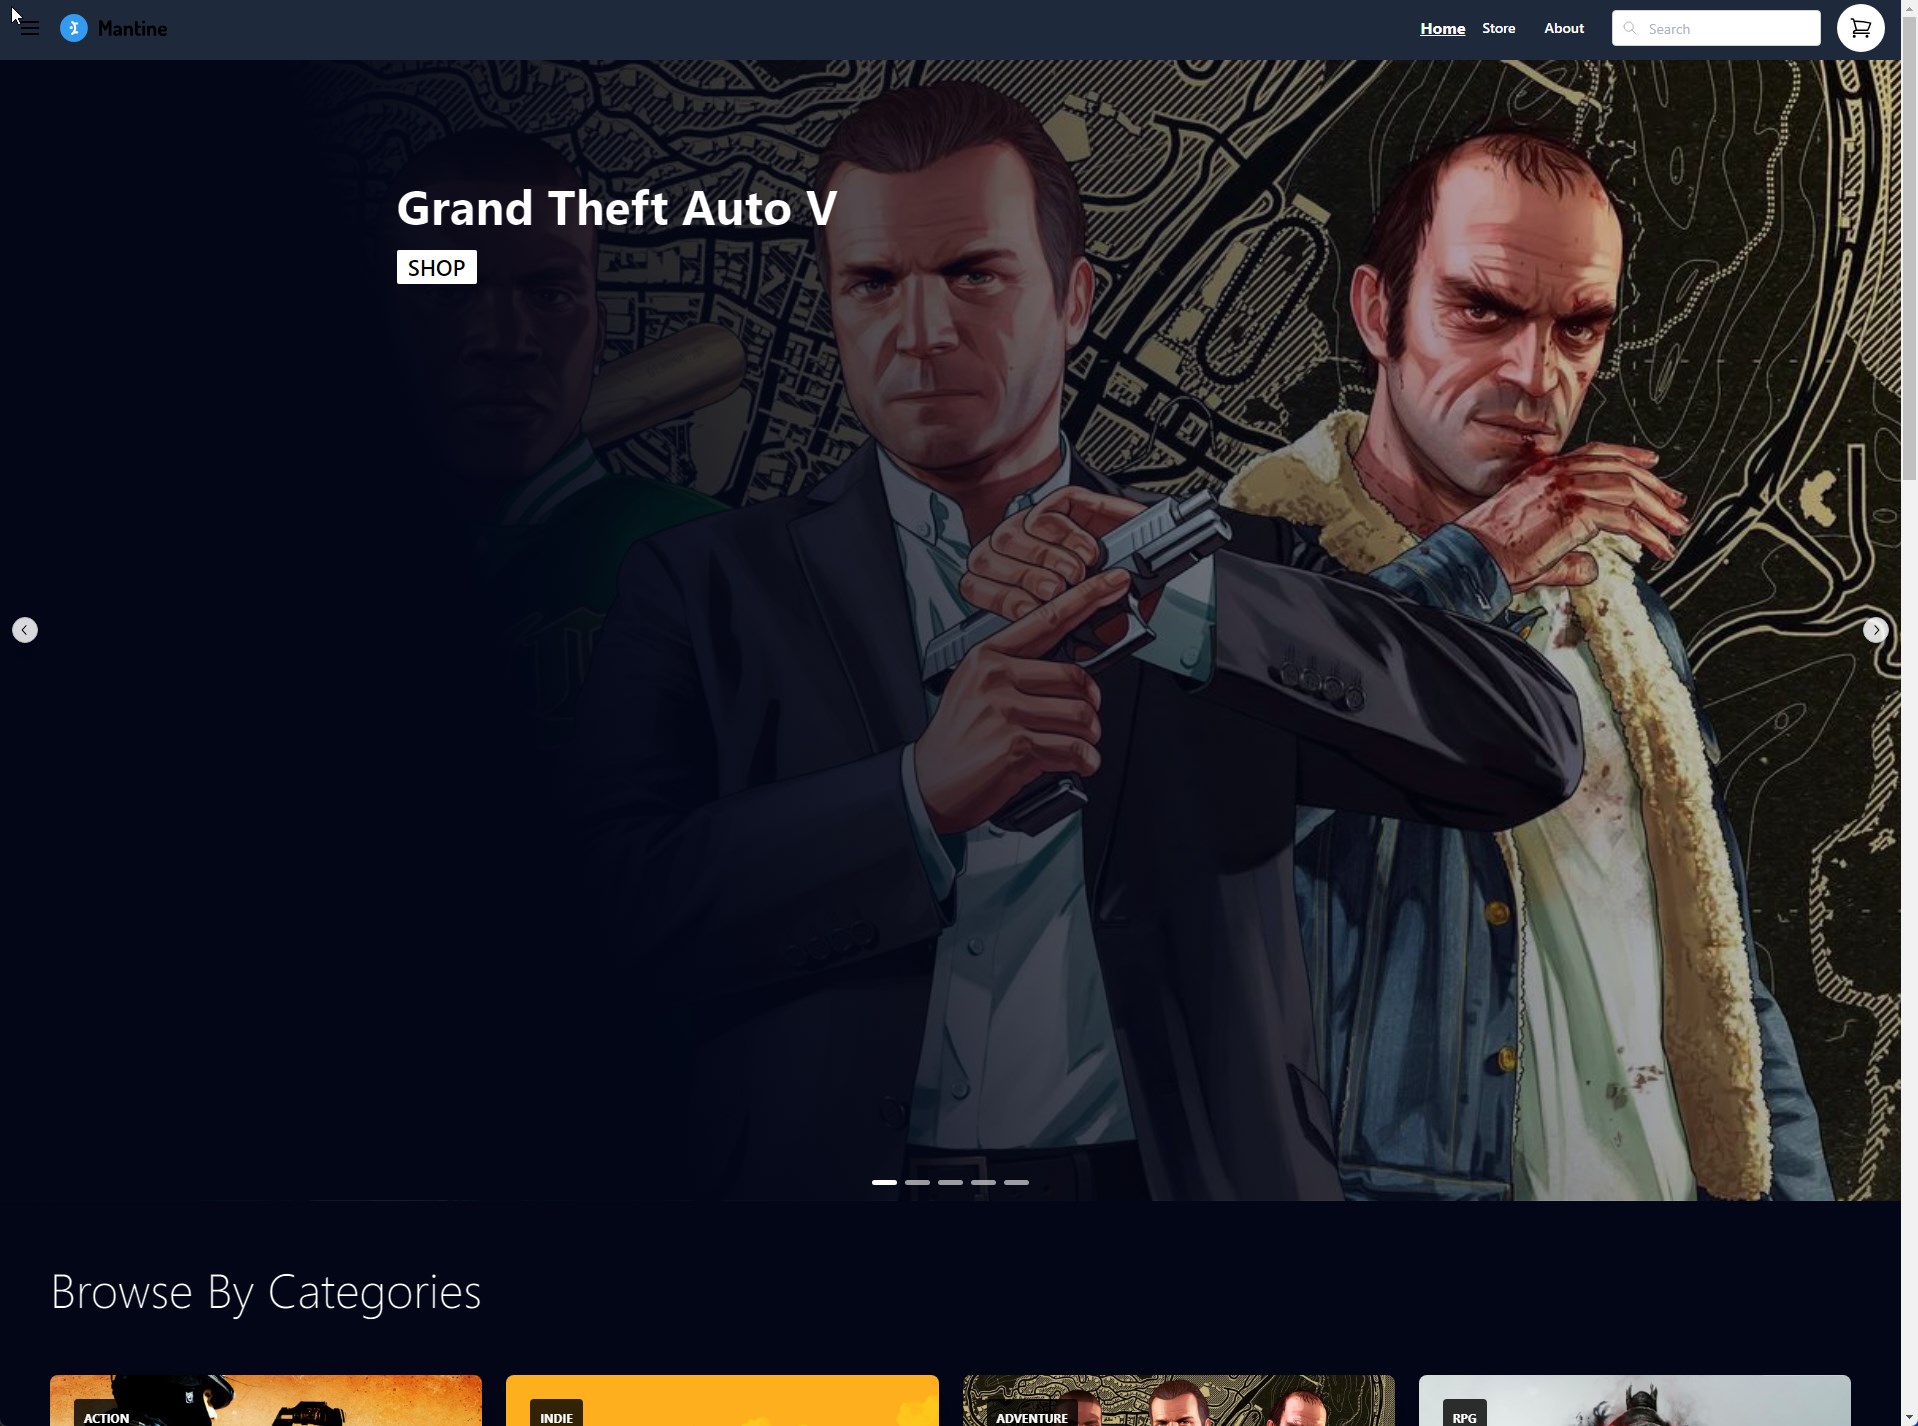 Mantine
Home Store About Search
Grand Theft Auto V
SHOP
Browse By Categories
ACTION INDIE ADVENTURE RPG